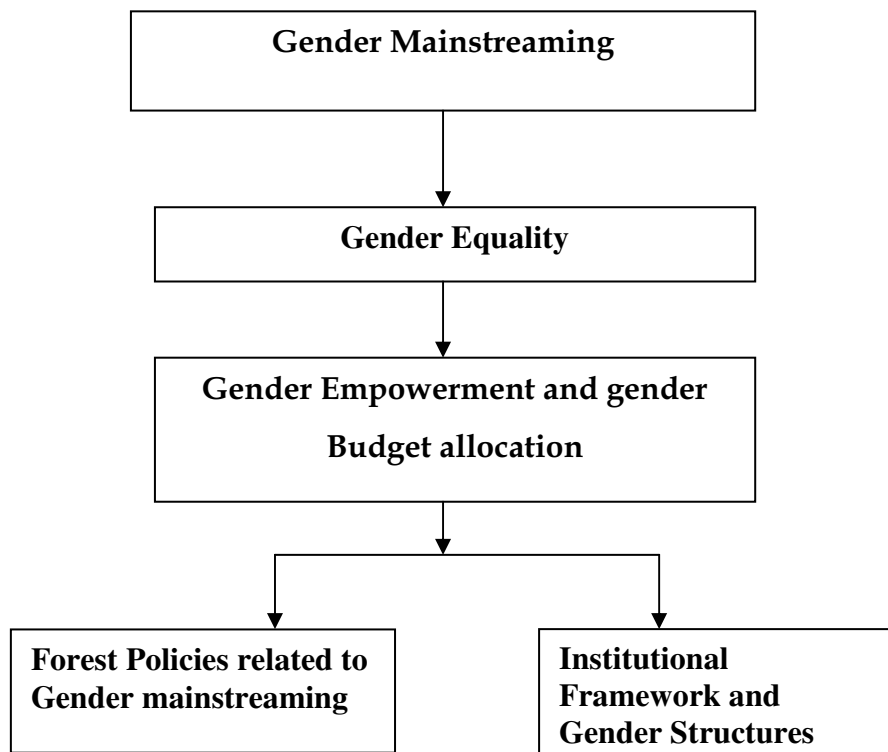 Gender Mainstreaming
Gender Equality
Gender Empowerment and gender
Budget allocation
Forest Policies related to
Gender mainstreaming
Institutional
Framework and
Gender Structures